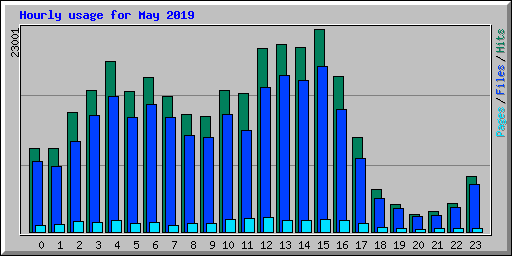 Hourly usage for May 2019
23001
Pages / Files / Hits
0 1 2 3 4 5 6 7 8 9 10 11 12 13 14 15 16 17 18 19 20 21 22 23